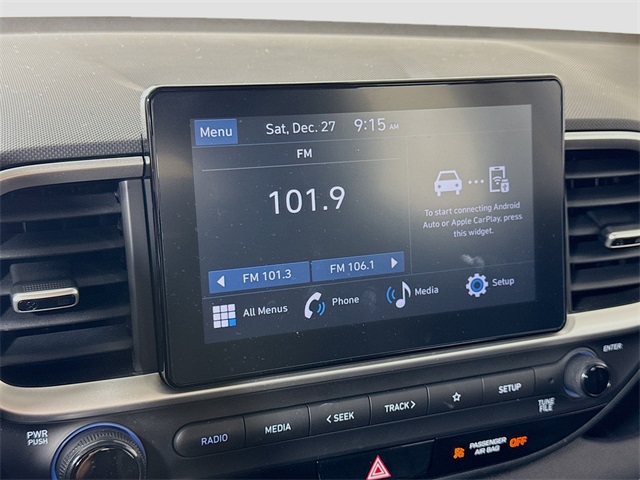 Menu
Sat, Dec. 27
9:15 AM
FM
101.9
To start connecting Android
Auto or Apple CarPlay, press
this widget.
FM 101.3
FM 106.1
All Menus
Phone
Media
Setup
ENTER
PWR
PUSH
RADIO
MEDIA
< SEEK
TRACK >
SETUP
TUNE
FILE
PASSENGER
AIR BAG
OFF